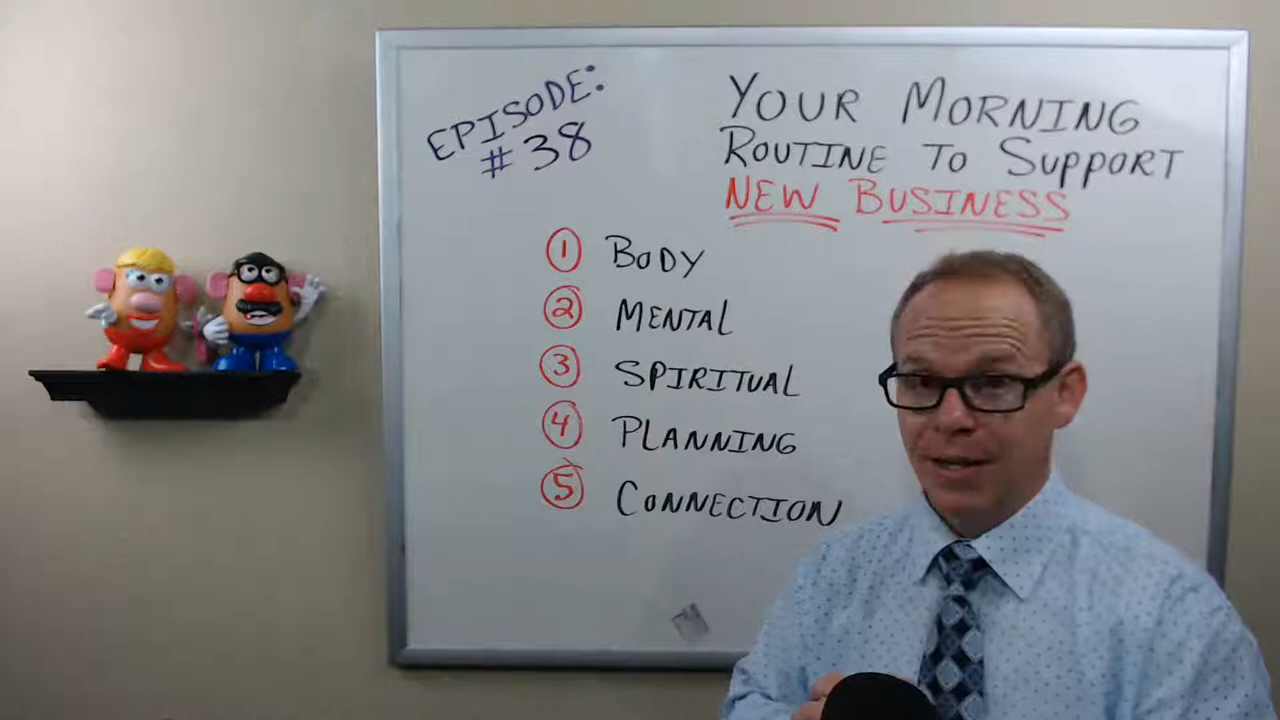 EPISODE:
#38
YOUR MORNING
ROUTINE TO SUPPORT
NEW BUSINESS
1 BODY
2 MENTAL
3 SPIRITUAL
4 PLANNING
5 CONNECTION